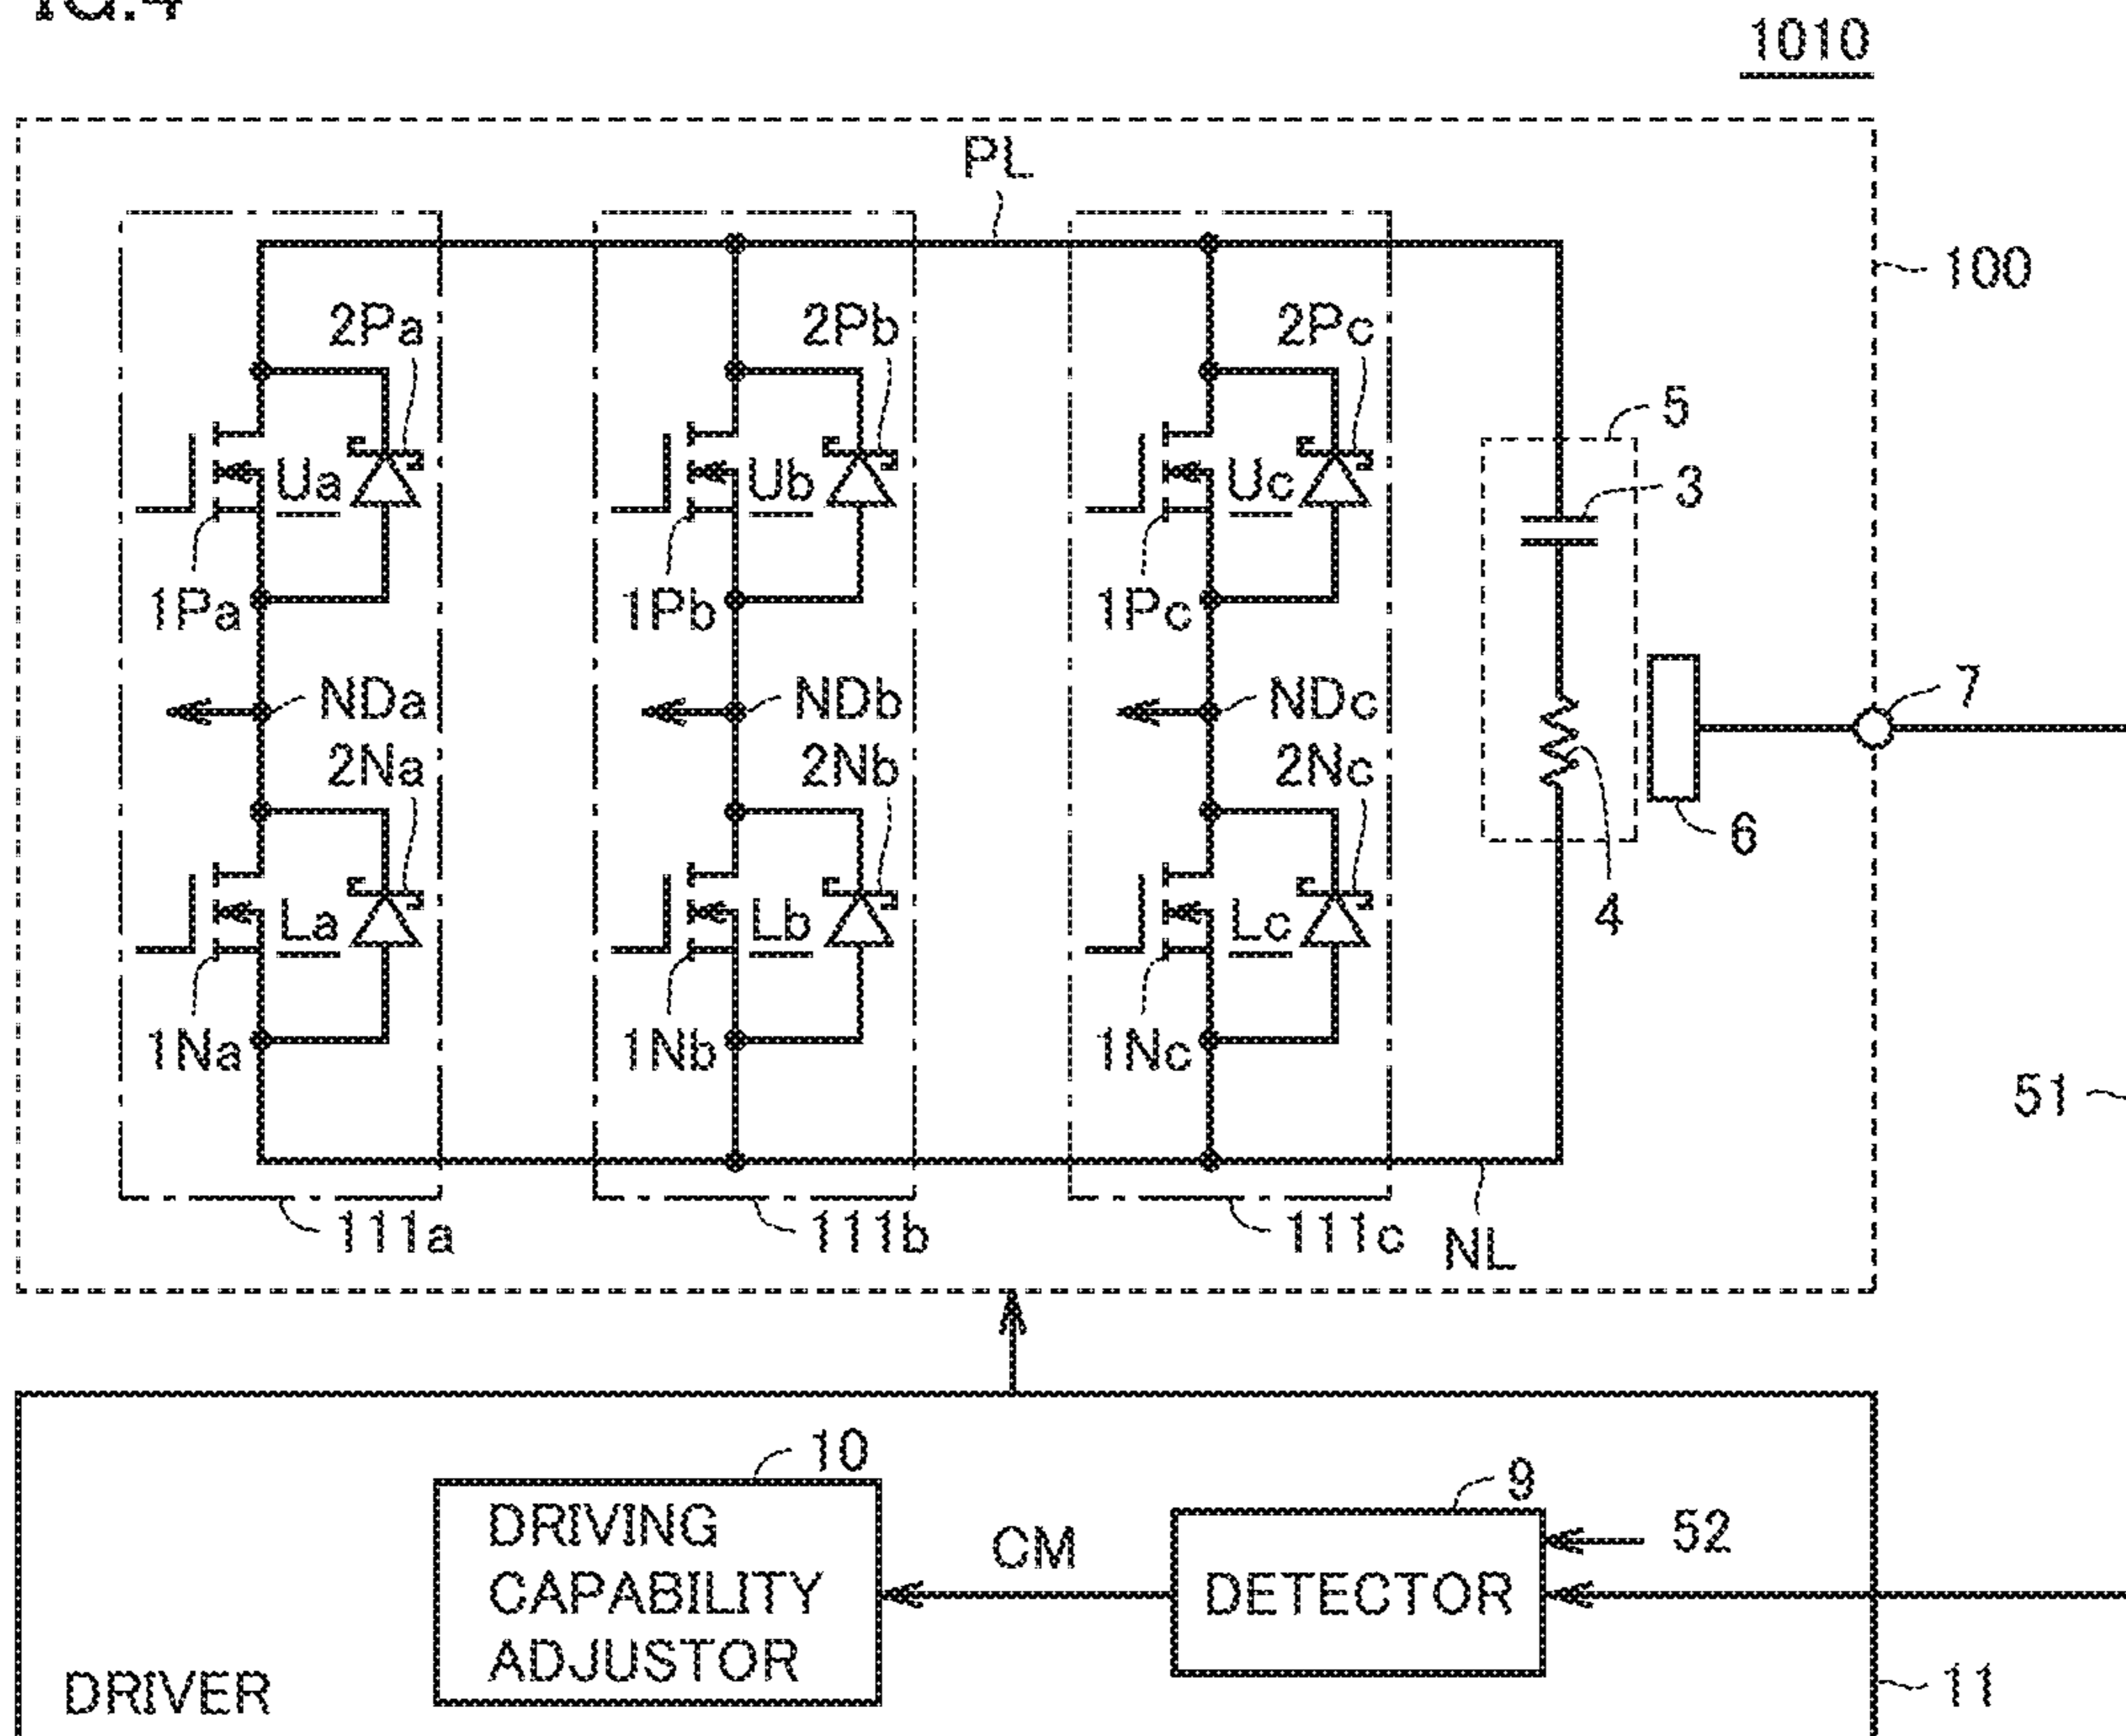 1010
PL
100
2Pa 2Pb 2Pc
5
Ua Ub Uc 3
1Pa 1Pb 1Pc
NDa NDb NDc 7
2Na 2Nb 2Nc
6
La Lb Lc 4
1Na 1Nb 1Nc
51
111a 111b 111c NL
10
9
DRIVING
CAPABILITY
ADJUSTOR
CM
DETECTOR
52
DRIVER
11